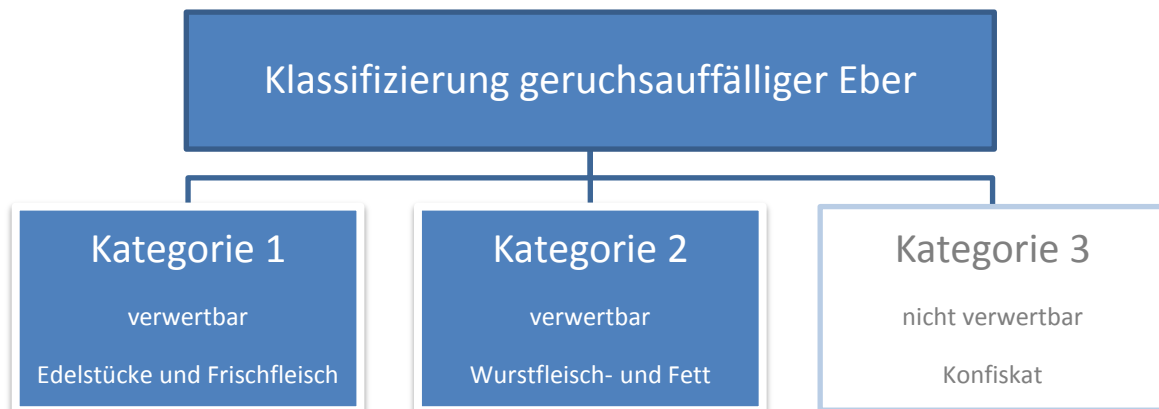 Klassifizierung geruchsauffälliger Eber
Kategorie 1
verwertbar
Edelstücke und Frischfleisch
Kategorie 2
verwertbar
Wurstfleisch- und Fett
Kategorie 3
nicht verwertbar
Konfiskat